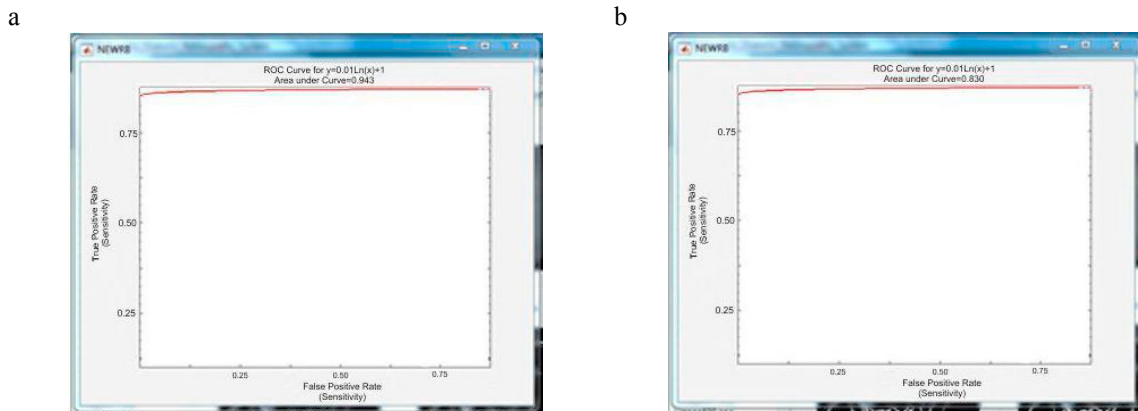 a
NEWRB
ROC Curve for y=0.01Ln(x)+1
Area under Curve=0.943
0.75
0.50
0.25
True Positive Rate
(Sensitivity)
0.25 0.50 0.75
False Positive Rate
(Sensitivity)
b
NEWRB
ROC Curve for y=0.01Ln(x)+1
Area under Curve=0.830
0.75
0.50
0.25
True Positive Rate
(Sensitivity)
0.25 0.50 0.75
False Positive Rate
(Sensitivity)